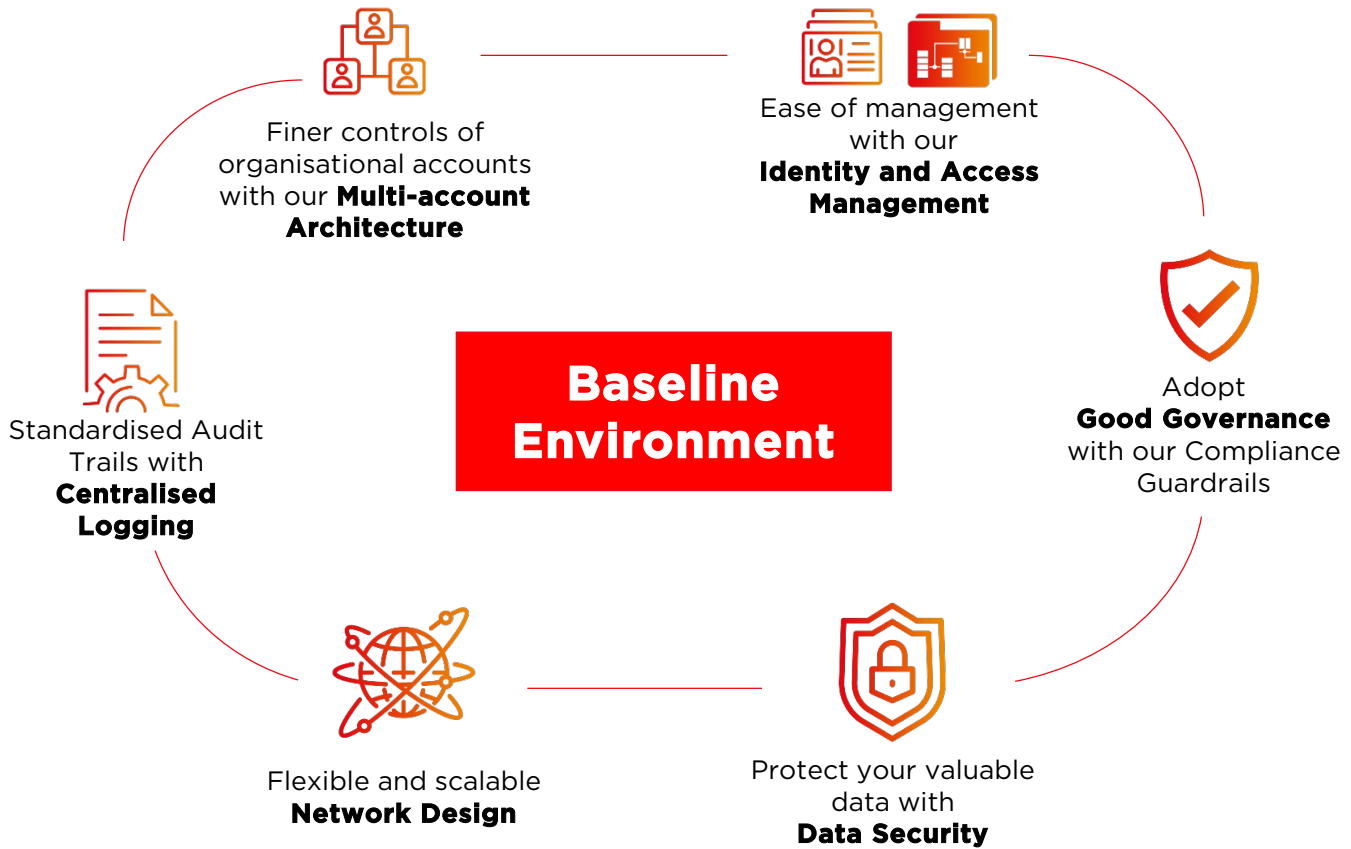 Finer controls of
organisational accounts
with our Multi-account
Architecture
Ease of management
with our
Identity and Access
Management
Adopt
Good Governance
with our Compliance
Guardrails
Protect your valuable
data with
Data Security
Flexible and scalable
Network Design
Standardised Audit
Trails with
Centralised
Logging
Baseline
Environment